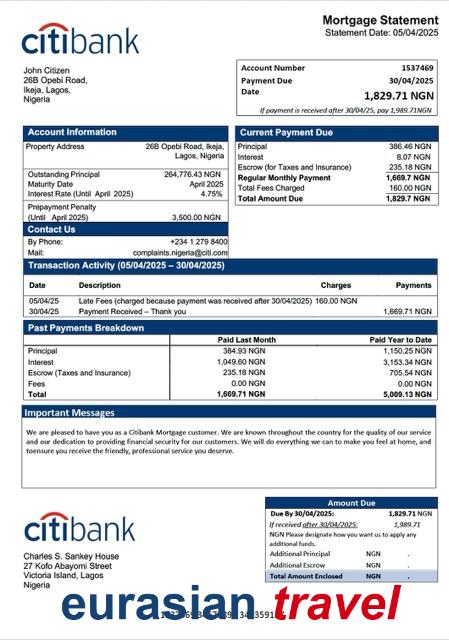 Mortgage Statement
Statement Date: 05/04/2025
citibank
John Citizen
26B Opebi Road,
Ikeja, Lagos,
Nigeria
Account Number 1537469
Payment Due 30/04/2025
Date 1,829.71 NGN
If payment is received after 30/04/25, pay 1,989.71NGN
Account Information
Property Address 26B Opebi Road, Ikeja,
Lagos, Nigeria
Outstanding Principal 264,776.43 NGN
Maturity Date April 2025
Interest Rate (Until April 2025) 4.75%
Prepayment Penalty
(Until April 2025) 3,500.00 NGN
Contact Us
By Phone: +234 1 279 8400
Mail: complaints.nigeria@citi.com
Current Payment Due
Principal 386.46 NGN
Interest 8.07 NGN
Escrow (for Taxes and Insurance) 235.18 NGN
Regular Monthly Payment 1,669.7 NGN
Total Fees Charged 160.00 NGN
Total Amount Due 1,829.7 NGN
Transaction Activity (05/04/2025 – 30/04/2025)
Date Description Charges Payments
05/04/25 Late Fees (charged because payment was received after 30/04/2025) 160.00 NGN
30/04/25 Payment Received – Thank you 1,669.71 NGN
Past Payments Breakdown
Paid Last Month Paid Year to Date
Principal 384.93 NGN 1,150.25 NGN
Interest 1,049.60 NGN 3,153.34 NGN
Escrow (Taxes and Insurance) 235.18 NGN 705.54 NGN
Fees 0.00 NGN 0.00 NGN
Total 1,669.71 NGN 5,009.13 NGN
Important Messages
We are pleased to have you as a Citibank Mortgage customer. We are known throughout the country for the quality of our service
and our dedication to providing financial security for our customers. We will do everything we can to make you feel at home, and
toensure you receive the friendly, professional service you deserve.
citibank
Charles S. Sankey House
27 Kofo Abayomi Street
Victoria Island, Lagos
Nigeria
Amount Due
Due By 30/04/2025: 1,829.71 NGN
If received after 30/04/2025: 1,989.71
NGN Please designate how you want us to apply any
additional funds.
Additional Principal NGN .
Additional Escrow NGN .
Total Amount Enclosed NGN .
eurasian travel